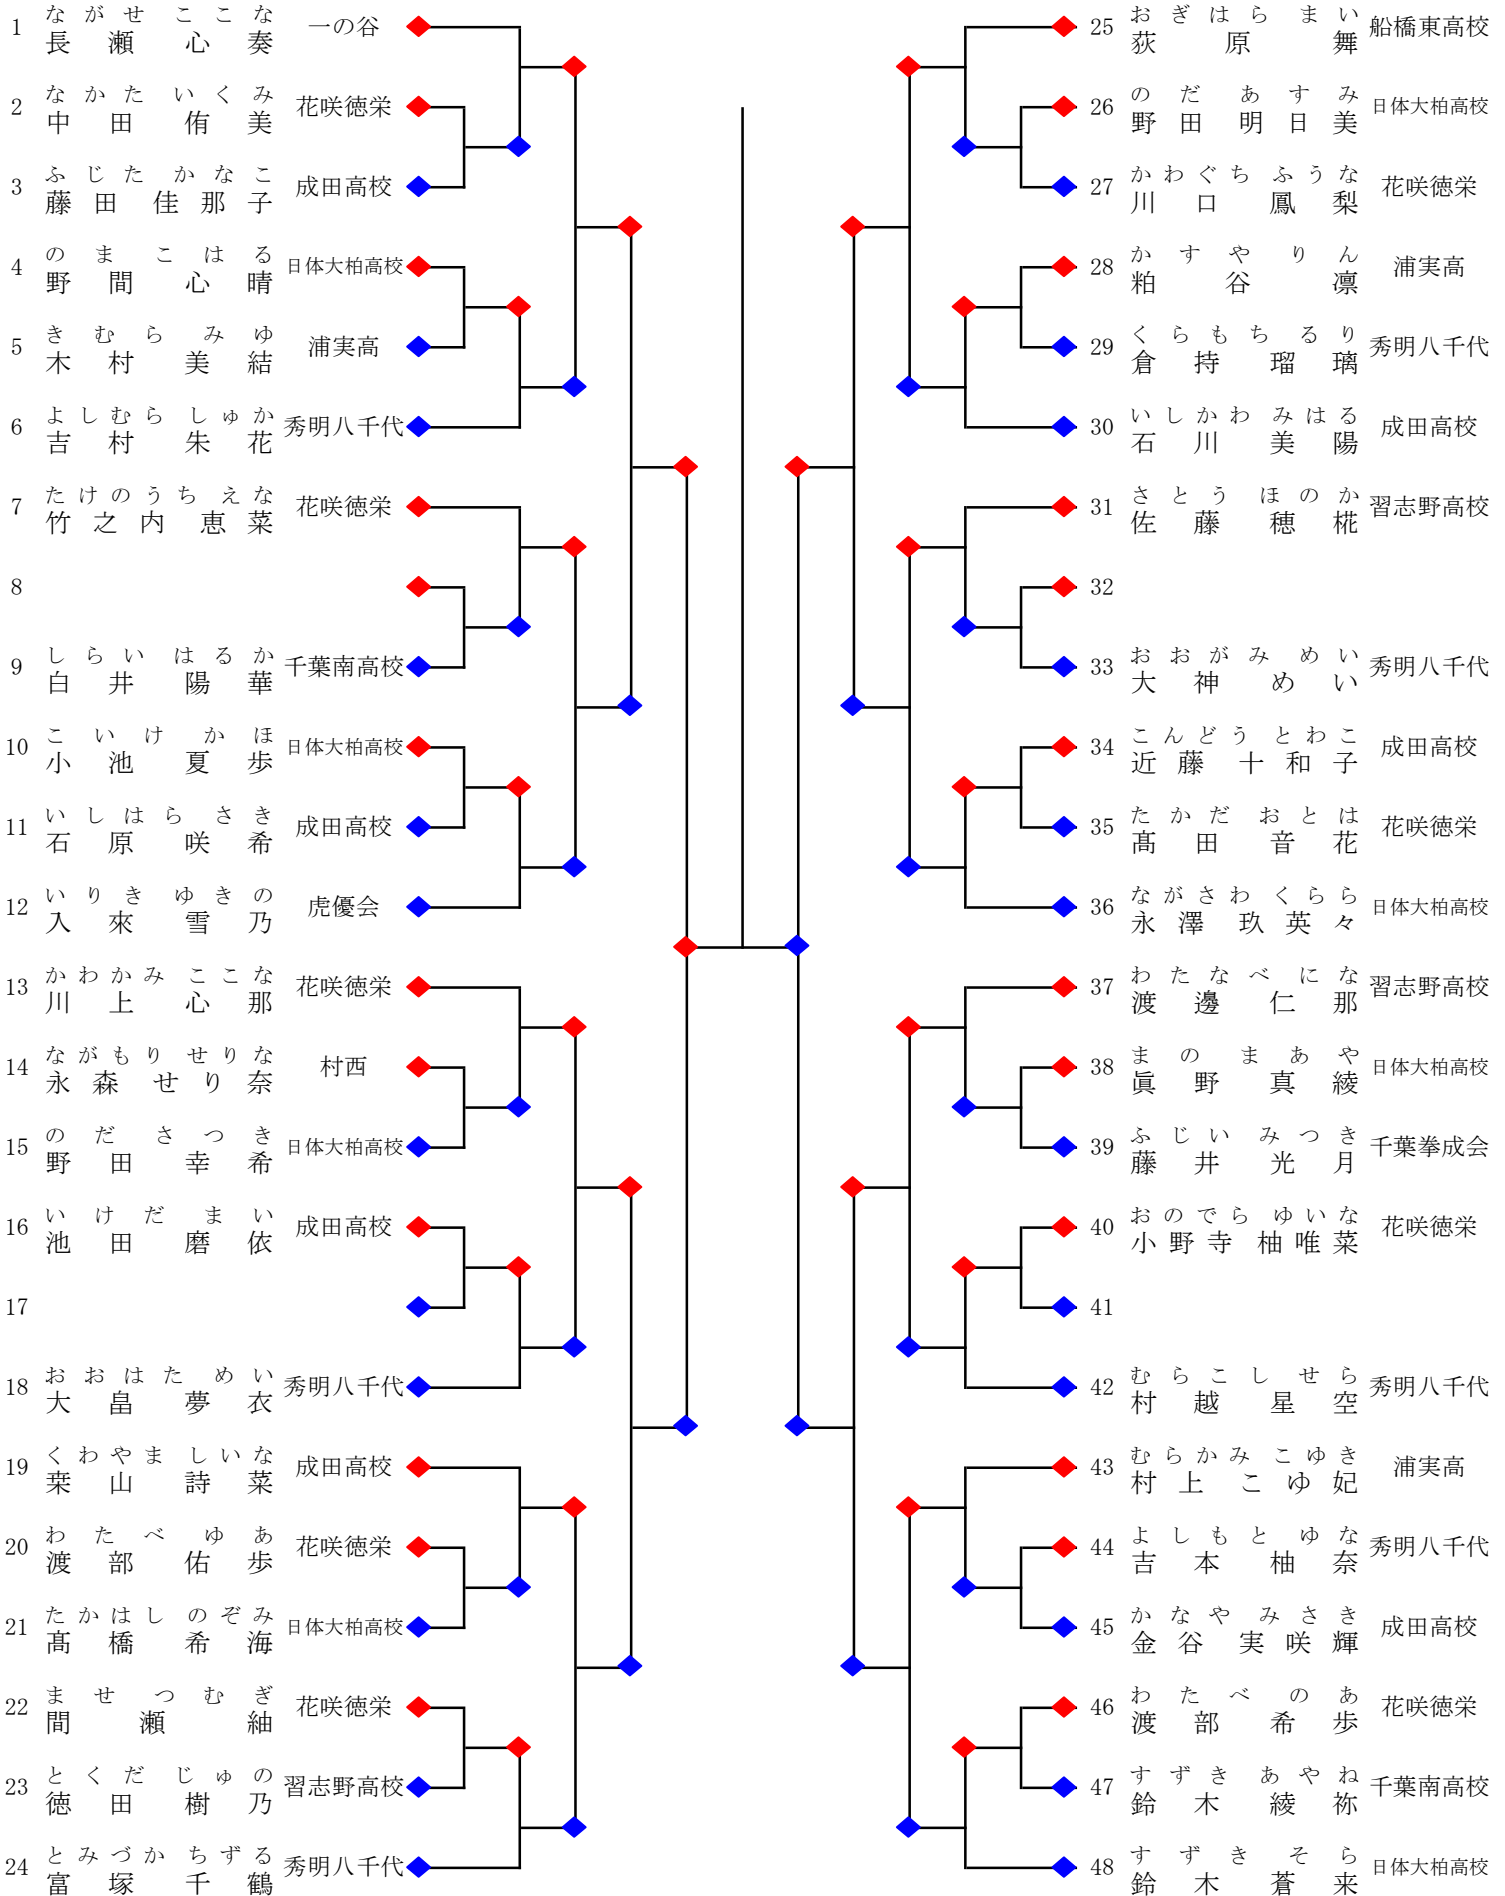 ながせ ここな
1 長瀬 心奏 一の谷
なかた いくみ
2 中田 侑美 花咲徳栄
ふじた かなこ
3 藤田 佳那子 成田高校
のま こはる
4 野間 心晴 日体大柏高校
きむら みゆ
5 木村 美結 浦実高
よしむら しゅか
6 吉村 朱花 秀明八千代
たけのうち えな
7 竹之内 恵菜 花咲徳栄
8
しらい はるか
9 白井 陽華 千葉南高校
こいけ かほ
10 小池 夏歩 日体大柏高校
いしはら さき
11 石原 咲希 成田高校
いりき ゆきの
12 入來 雪乃 虎優会
かわかみ ここな
13 川上 心那 花咲徳栄
ながもり せりな
14 永森 せり奈 村西
のだ さつき
15 野田 幸希 日体大柏高校
いけだ まい
16 池田 磨依 成田高校
17
おおはた めい
18 大畠 夢衣 秀明八千代
くわやま しいな
19 桒山 詩菜 成田高校
わたべ ゆあ
20 渡部 佑歩 花咲徳栄
たかはし のぞみ
21 髙橋 希海 日体大柏高校
ませ つむぎ
22 間瀬 紬 花咲徳栄
とくだ じゅの
23 徳田 樹乃 習志野高校
とみづか ちずる
24 富塚 千鶴 秀明八千代
おぎはら まい
25 荻原 舞 船橋東高校
のだ あすみ
26 野田 明日美 日体大柏高校
かわぐち ふうな
27 川口 鳳梨 花咲徳栄
かすや りん
28 粕谷 凛 浦実高
くらもち るり
29 倉持 瑠璃 秀明八千代
いしかわ みはる
30 石川 美陽 成田高校
さとう ほのか
31 佐藤 穂椛 習志野高校
32
おおがみ めい
33 大神 めい 秀明八千代
こんどう とわこ
34 近藤 十和子 成田高校
たかだ おとは
35 髙田 音花 花咲徳栄
ながさわ くらら
36 永澤 玖英々 日体大柏高校
わたなべ にな
37 渡邊 仁那 習志野高校
まの まあや
38 眞野 真綾 日体大柏高校
ふじい みつき
39 藤井 光月 千葉拳成会
おのでら ゆいな
40 小野寺 柚唯菜 花咲徳栄
41
むらこし せら
42 村越 星空 秀明八千代
むらかみ こゆき
43 村上 こゆ妃 浦実高
よしもと ゆな
44 吉本 柚奈 秀明八千代
かなや みさき
45 金谷 実咲輝 成田高校
わたべ のあ
46 渡部 希歩 花咲徳栄
すずき あやね
47 鈴木 綾祢 千葉南高校
すずき そら
48 鈴木 蒼来 日体大柏高校